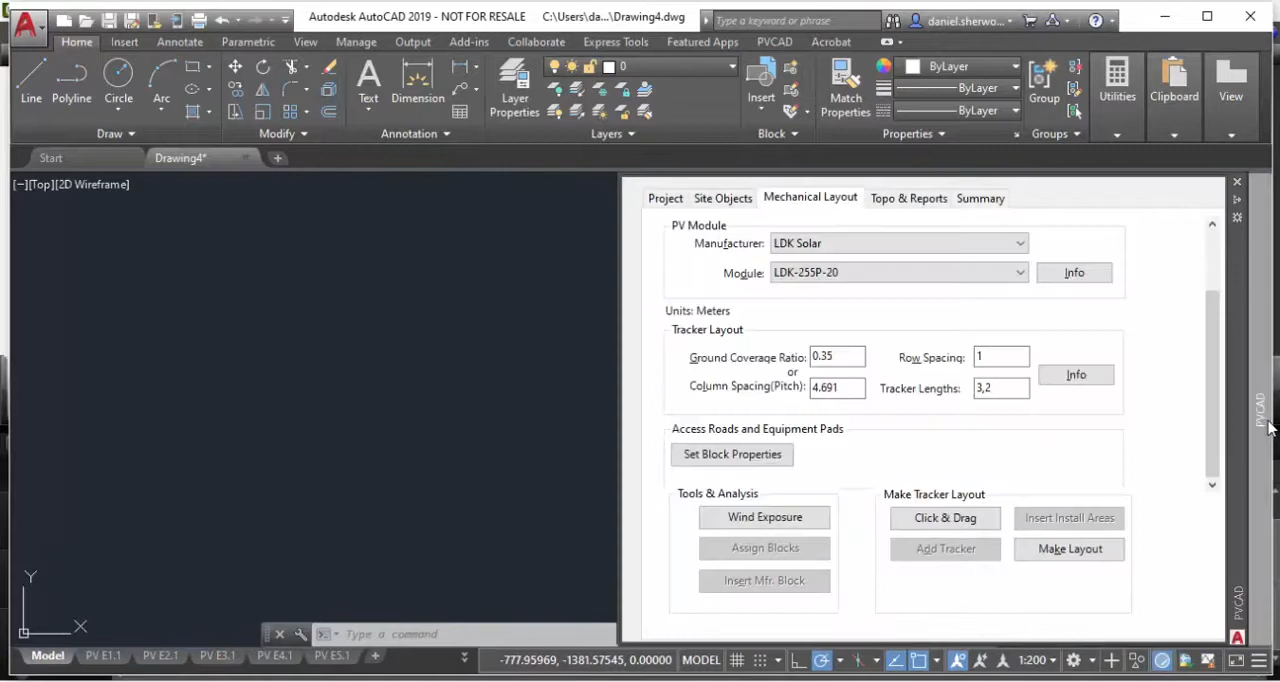 Autodesk AutoCAD 2019 - NOT FOR RESALE C:\Users\da...\Drawing4.dwg Type a keyword or phrase daniel.sherwo...
Home Insert Annotate Parametric View Manage Output Add-ins Collaborate Express Tools Featured Apps PVCAD Acrobat
0 ByLayer
Line Polyline Circle Arc Text Dimension Layer Properties Insert Match Properties ByLayer Group Utilities Clipboard View
ByLayer
Draw Modify Annotation Layers Block Properties Groups
Start Drawing4*
[−][Top][2D Wireframe]
Project Site Objects Mechanical Layout Topo & Reports Summary
PV Module
Manufacturer: LDK Solar
Module: LDK-255P-20 Info
Units: Meters
Tracker Layout
Ground Coverage Ratio: 0.35 Row Spacing: 1
or
Info
Column Spacing(Pitch): 4.691 Tracker Lengths: 3,2
PVCAD
Access Roads and Equipment Pads
Set Block Properties
Tools & Analysis Make Tracker Layout
Wind Exposure Click & Drag Insert Install Areas
Assign Blocks Add Tracker Make Layout
Insert Mfr. Block
Y
X
PVCAD
Type a command
Model PV E1.1 PV E2.1 PV E3.1 PV E4.1 PV E5.1 -777.95969, -1381.57545, 0.00000 MODEL 1:200